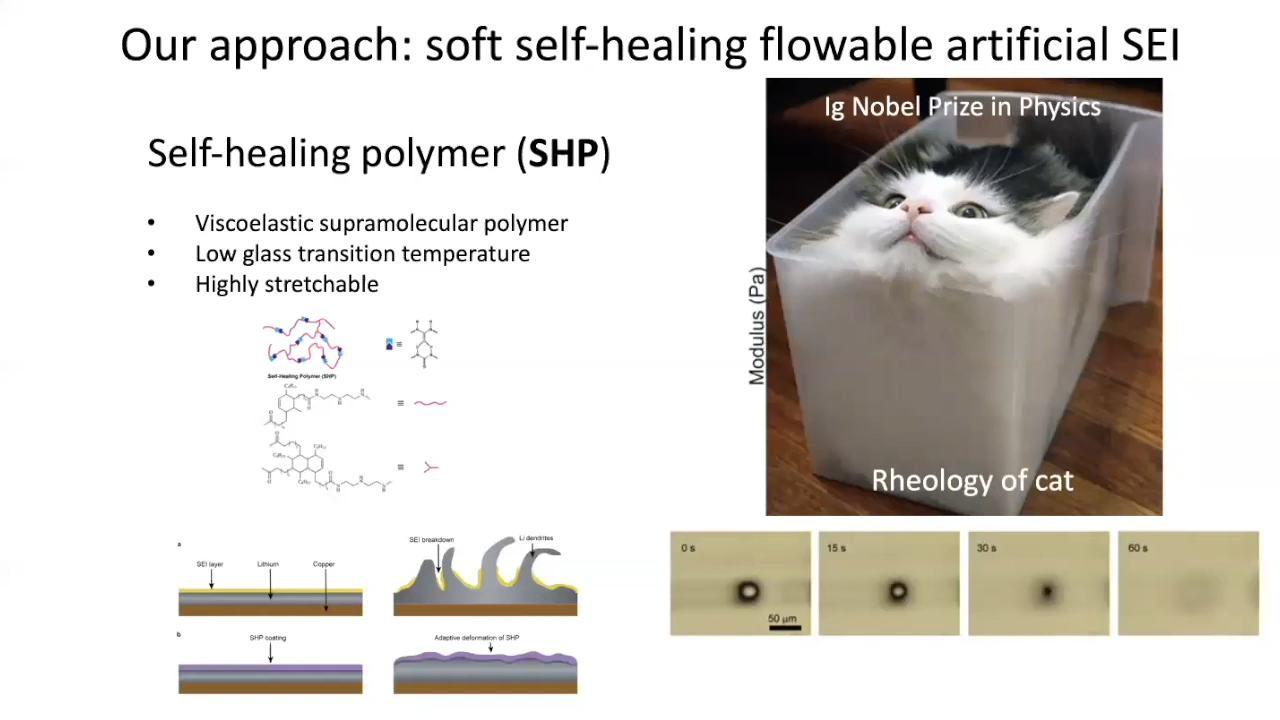 Our approach: soft self-healing flowable artificial SEI
Self-healing polymer (SHP)
• Viscoelastic supramolecular polymer
• Low glass transition temperature
• Highly stretchable
Self-Healing Polymer (SHP)
a
SEI layer
Lithium
Copper
SEI breakdown
Li dendrites
b
SHP coating
Adaptive deformation of SHP
Ig Nobel Prize in Physics
Modulus (Pa)
Rheology of cat
0 s
50 μm
15 s
30 s
60 s